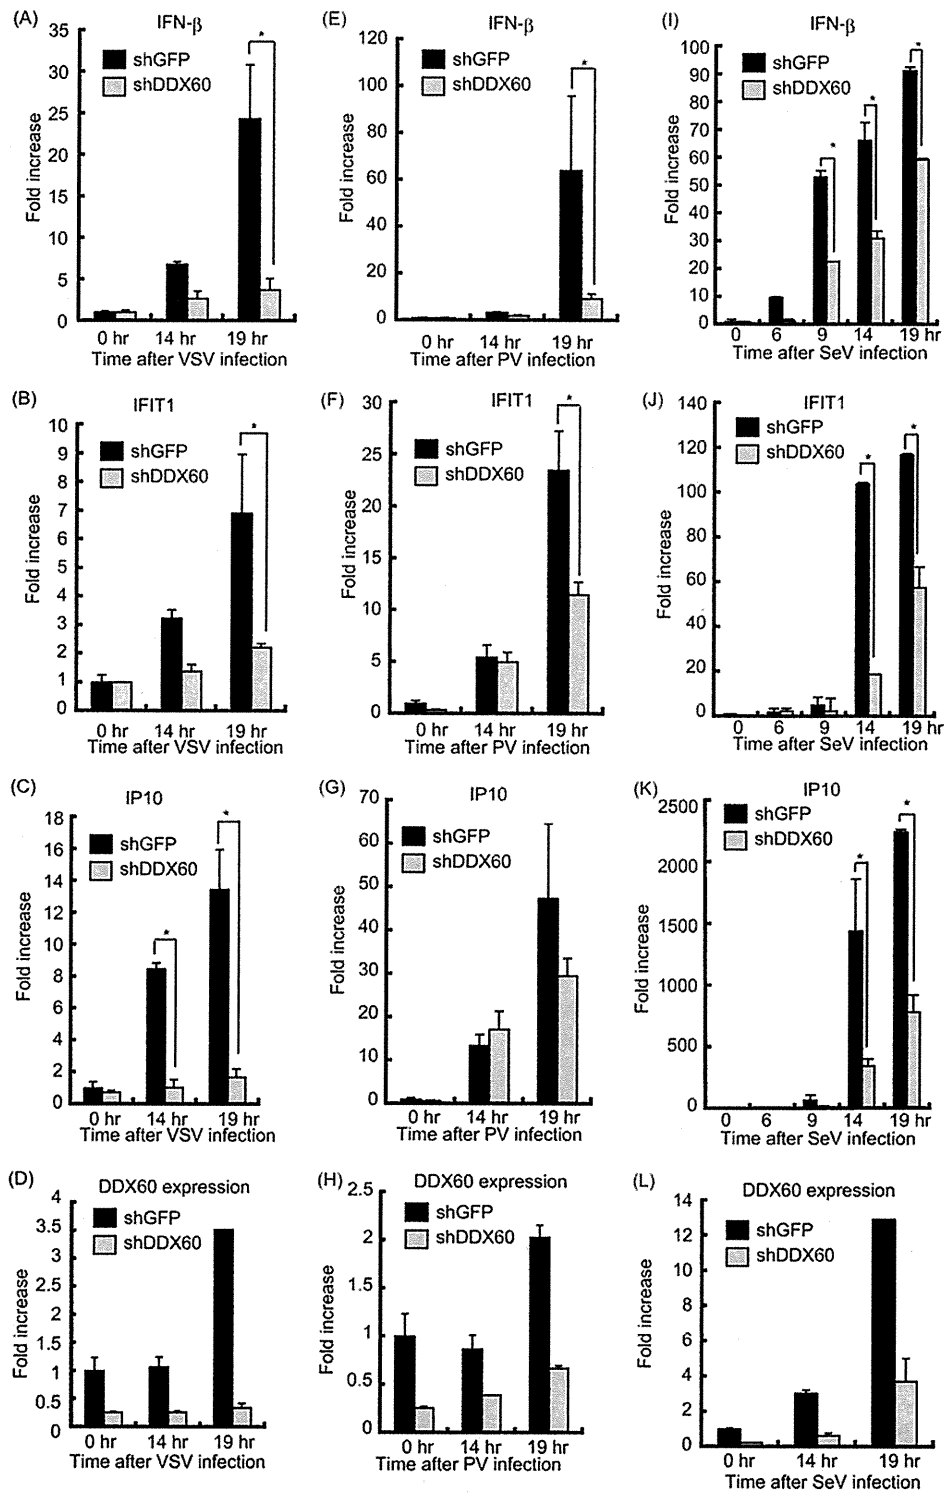 (A) IFN-β
35
30
25
20
15
10
5
0
Fold increase
shGFP
shDDX60
*
0 hr 14 hr 19 hr
Time after VSV infection
(E) IFN-β
120
100
80
60
40
20
0
Fold increase
shGFP
shDDX60
*
0 hr 14 hr 19 hr
Time after PV infection
(I) IFN-β
100
90
80
70
60
50
40
30
20
10
0
Fold increase
shGFP
shDDX60
* * *
0 6 9 14 19 hr
Time after SeV infection
(B) IFIT1
10
9
8
7
6
5
4
3
2
1
0
Fold increase
shGFP
shDDX60
*
0 hr 14 hr 19 hr
Time after VSV infection
(F) IFIT1
30
25
20
15
10
5
0
Fold increase
shGFP
shDDX60
*
0 hr 14 hr 19 hr
Time after PV infection
(J) IFIT1
140
120
100
80
60
40
20
0
Fold increase
shGFP
shDDX60
* *
0 6 9 14 19 hr
Time after SeV infection
(C) IP10
18
16
14
12
10
8
6
4
2
0
Fold increase
shGFP
shDDX60
* *
0 hr 14 hr 19 hr
Time after VSV infection
(G) IP10
70
60
50
40
30
20
10
0
Fold increase
shGFP
shDDX60
0 hr 14 hr 19 hr
Time after PV infection
(K) IP10
2500
2000
1500
1000
500
0
Fold increase
shGFP
shDDX60
* *
0 6 9 14 19 hr
Time after SeV infection
(D) DDX60 expression
4
3.5
3
2.5
2
1.5
1
0.5
0
Fold increase
shGFP
shDDX60
0 hr 14 hr 19 hr
Time after VSV infection
(H) DDX60 expression
2.5
2
1.5
1
0.5
0
Fold increase
shGFP
shDDX60
0 hr 14 hr 19 hr
Time after PV infection
(L) DDX60 expression
14
12
10
8
6
4
2
0
Fold increase
shGFP
shDDX60
0 hr 14 hr 19 hr
Time after SeV infection